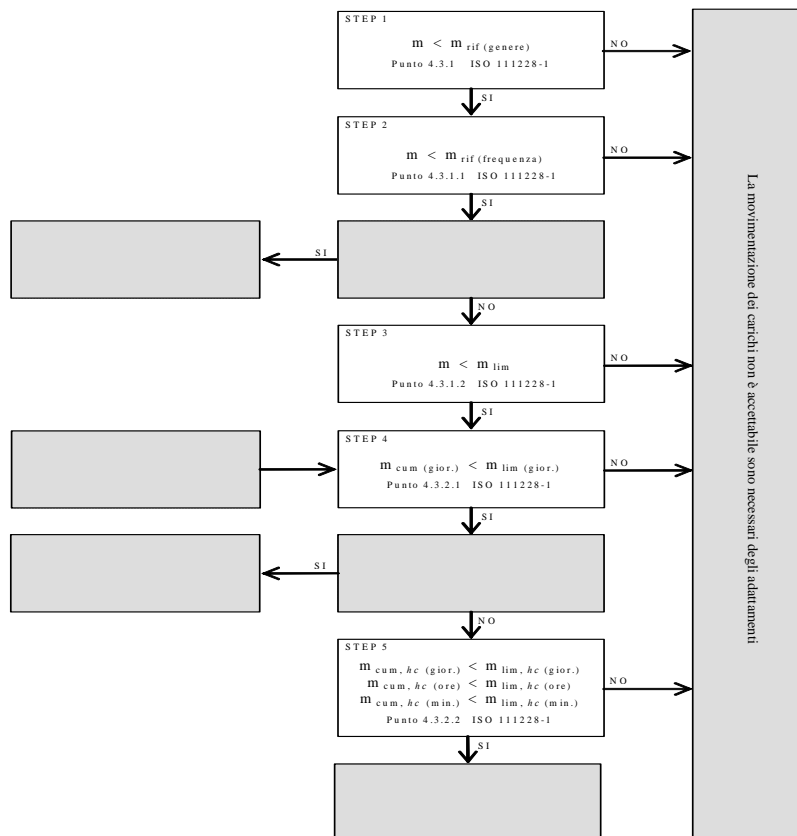 STEP 1
m < m rif (genere)
Punto 4.3.1 ISO 111228-1
NO
SI
STEP 2
m < m rif (frequenza)
Punto 4.3.1.1 ISO 111228-1
NO
SI
SI
NO
STEP 3
m < m lim
Punto 4.3.1.2 ISO 111228-1
NO
SI
STEP 4
m cum (gior.) < m lim (gior.)
Punto 4.3.2.1 ISO 111228-1
NO
SI
SI
NO
STEP 5
m cum, hc (gior.) < m lim, hc (gior.)
m cum, hc (ore) < m lim, hc (ore)
m cum, hc (min.) < m lim, hc (min.)
Punto 4.3.2.2 ISO 111228-1
NO
SI
La movimentazione dei carichi non è accettabile sono necessari degli adattamenti